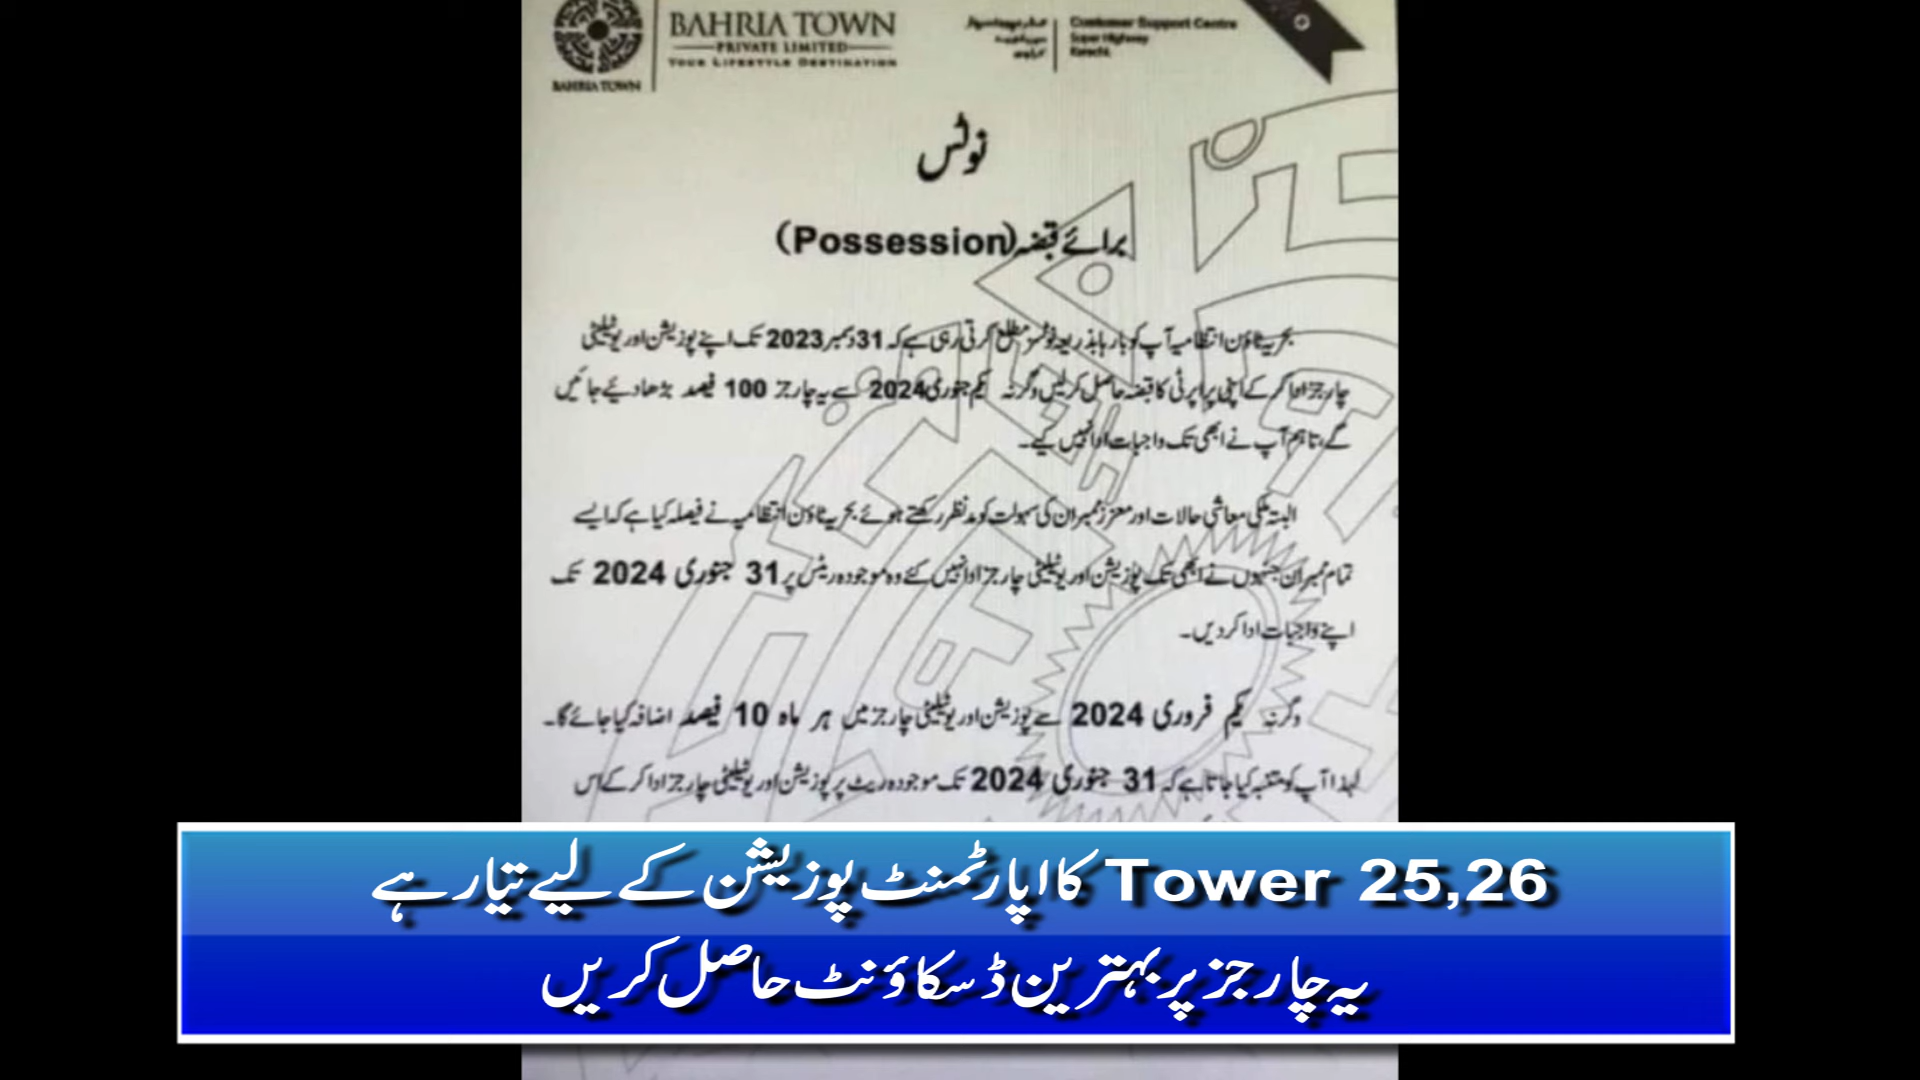 BAHRIA TOWN
PRIVATE LIMITED
YOUR LIFESTYLE DESTINATION
BAHRIA TOWN
Customer Support Centre
Super Highway
Karachi.
نوٹس
برائے قبضہ (Possession)
بحریہ ٹاؤن انتظامیہ آپ کو بارہا بذریعہ نوٹسز مطلع کرتی رہی ہے کہ 31 دسمبر 2023 تک اپنے پوزیشن اور یوٹیلیٹی
چارجز ادا کر کے اپنی پراپرٹی کا قبضہ حاصل کر لیں وگرنہ یکم جنوری 2024 سے یہ چارجز 100 فیصد بڑھا دیئے جائیں
گے، تاہم آپ نے ابھی تک واجبات ادا نہیں کیے۔
البتہ ملکی معاشی حالات اور معزز ممبران کی سہولت کو مدنظر رکھتے ہوئے بحریہ ٹاؤن انتظامیہ نے فیصلہ کیا ہے کہ ایسے
تمام ممبران جنہوں نے ابھی تک پوزیشن اور یوٹیلیٹی چارجز ادا نہیں کئے وہ موجودہ ریٹس پر 31 جنوری 2024 تک
اپنے واجبات ادا کر دیں۔
وگرنہ یکم فروری 2024 سے پوزیشن اور یوٹیلیٹی چارجز میں ہر ماہ 10 فیصد اضافہ کیا جائے گا۔
لہذا آپ کو متنبہ کیا جاتا ہے کہ 31 جنوری 2024 تک موجودہ ریٹ پر پوزیشن اور یوٹیلیٹی چارجز ادا کر کے اس
Tower 25,26 کا اپارٹمنٹ پوزیشن کے لیے تیار ہے
یہ چارجز پر بہترین ڈسکاؤنٹ حاصل کریں